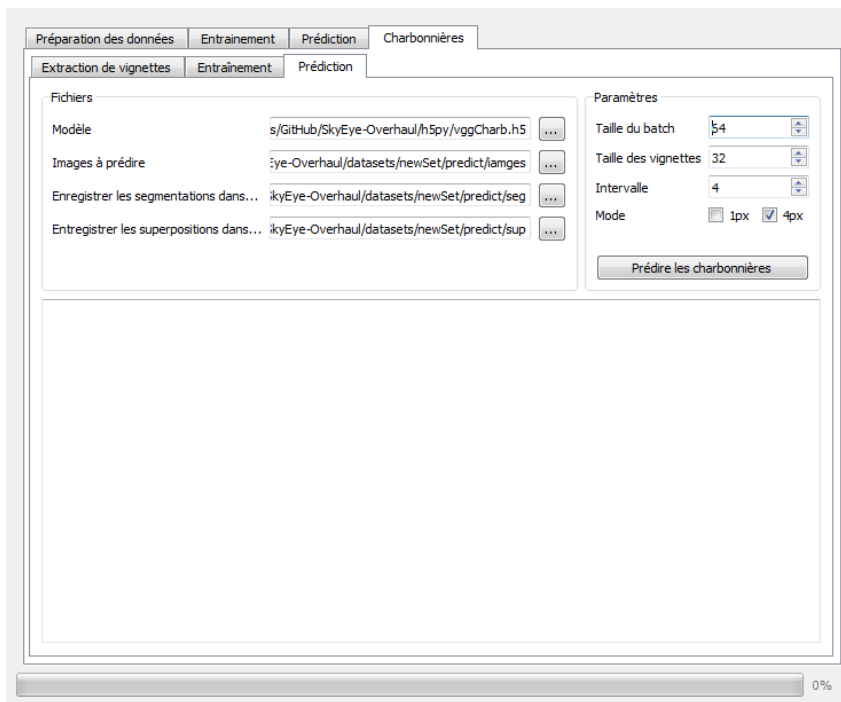 Préparation des données Entrainement Prédiction Charbonnières
Extraction de vignettes Entraînement Prédiction
Fichiers
Modèle s/GitHub/SkyEye-Overhaul/h5py/vggCharb.h5 ...
Images à prédire Eye-Overhaul/datasets/newSet/predict/iamges ...
Enregistrer les segmentations dans... SkyEye-Overhaul/datasets/newSet/predict/seg ...
Entregistrer les superpositions dans... SkyEye-Overhaul/datasets/newSet/predict/sup ...
Paramètres
Taille du batch 64
Taille des vignettes 32
Intervalle 4
Mode 1px 4px
Prédire les charbonnières
0%